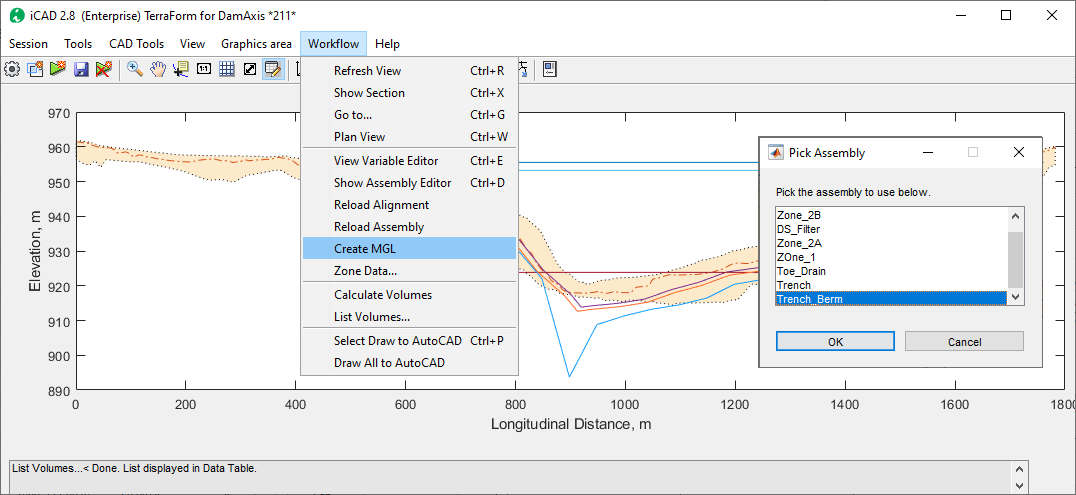 iCAD 2.8 (Enterprise) TerraForm for DamAxis *211*
Session Tools CAD Tools View Graphics area Workflow Help
1:1
Refresh View Ctrl+R
Show Section Ctrl+X
Go to... Ctrl+G
Plan View Ctrl+W
View Variable Editor Ctrl+E
Show Assembly Editor Ctrl+D
Reload Alignment
Reload Assembly
Create MGL
Zone Data...
Calculate Volumes
List Volumes...
Select Draw to AutoCAD Ctrl+P
Draw All to AutoCAD
Elevation, m
970
960
950
940
930
920
910
900
890
0 200 400 600 800 1000 1200 1400 1600 1800
Longitudinal Distance, m
Pick Assembly
Pick the assembly to use below.
Zone_2B
DS_Filter
Zone_2A
ZOne_1
Toe_Drain
Trench
Trench_Berm
OK Cancel
List Volumes...< Done. List displayed in Data Table.